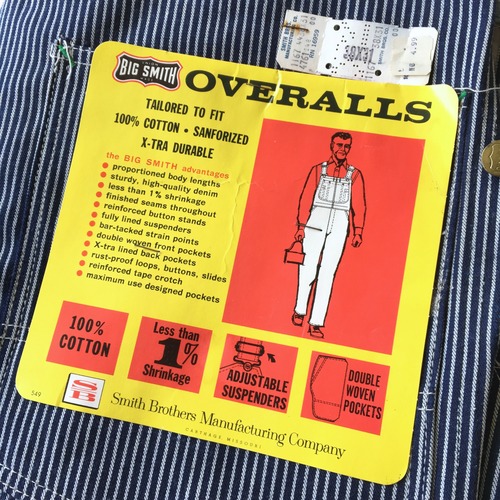 BIG SMITH
OVERALLS
TAILORED TO FIT
100% COTTON • SANFORIZED
X-TRA DURABLE
the BIG SMITH advantages
proportioned body lengths
sturdy, high-quality denim
less than 1% shrinkage
finished seams throughout
reinforced button stands
fully lined suspenders
bar-tacked strain points
double woven front pockets
X-tra lined back pockets
rust-proof loops, buttons, slides
reinforced tape crotch
maximum use designed pockets
100%
COTTON
Less than
1%
Shrinkage
ADJUSTABLE
SUSPENDERS
DOUBLE
WOVEN
POCKETS
549
SB
Smith Brothers Manufacturing Company
CARTHAGE MISSOURI